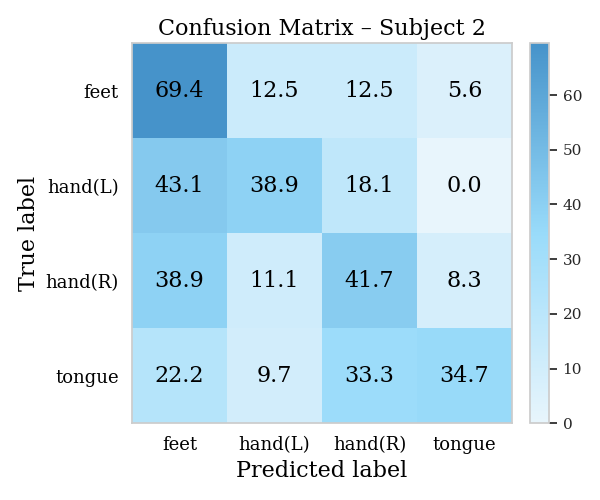 Confusion Matrix – Subject 2
True label
feet 69.4 12.5 12.5 5.6
hand(L) 43.1 38.9 18.1 0.0
hand(R) 38.9 11.1 41.7 8.3
tongue 22.2 9.7 33.3 34.7
feet hand(L) hand(R) tongue
Predicted label
60
50
40
30
20
10
0